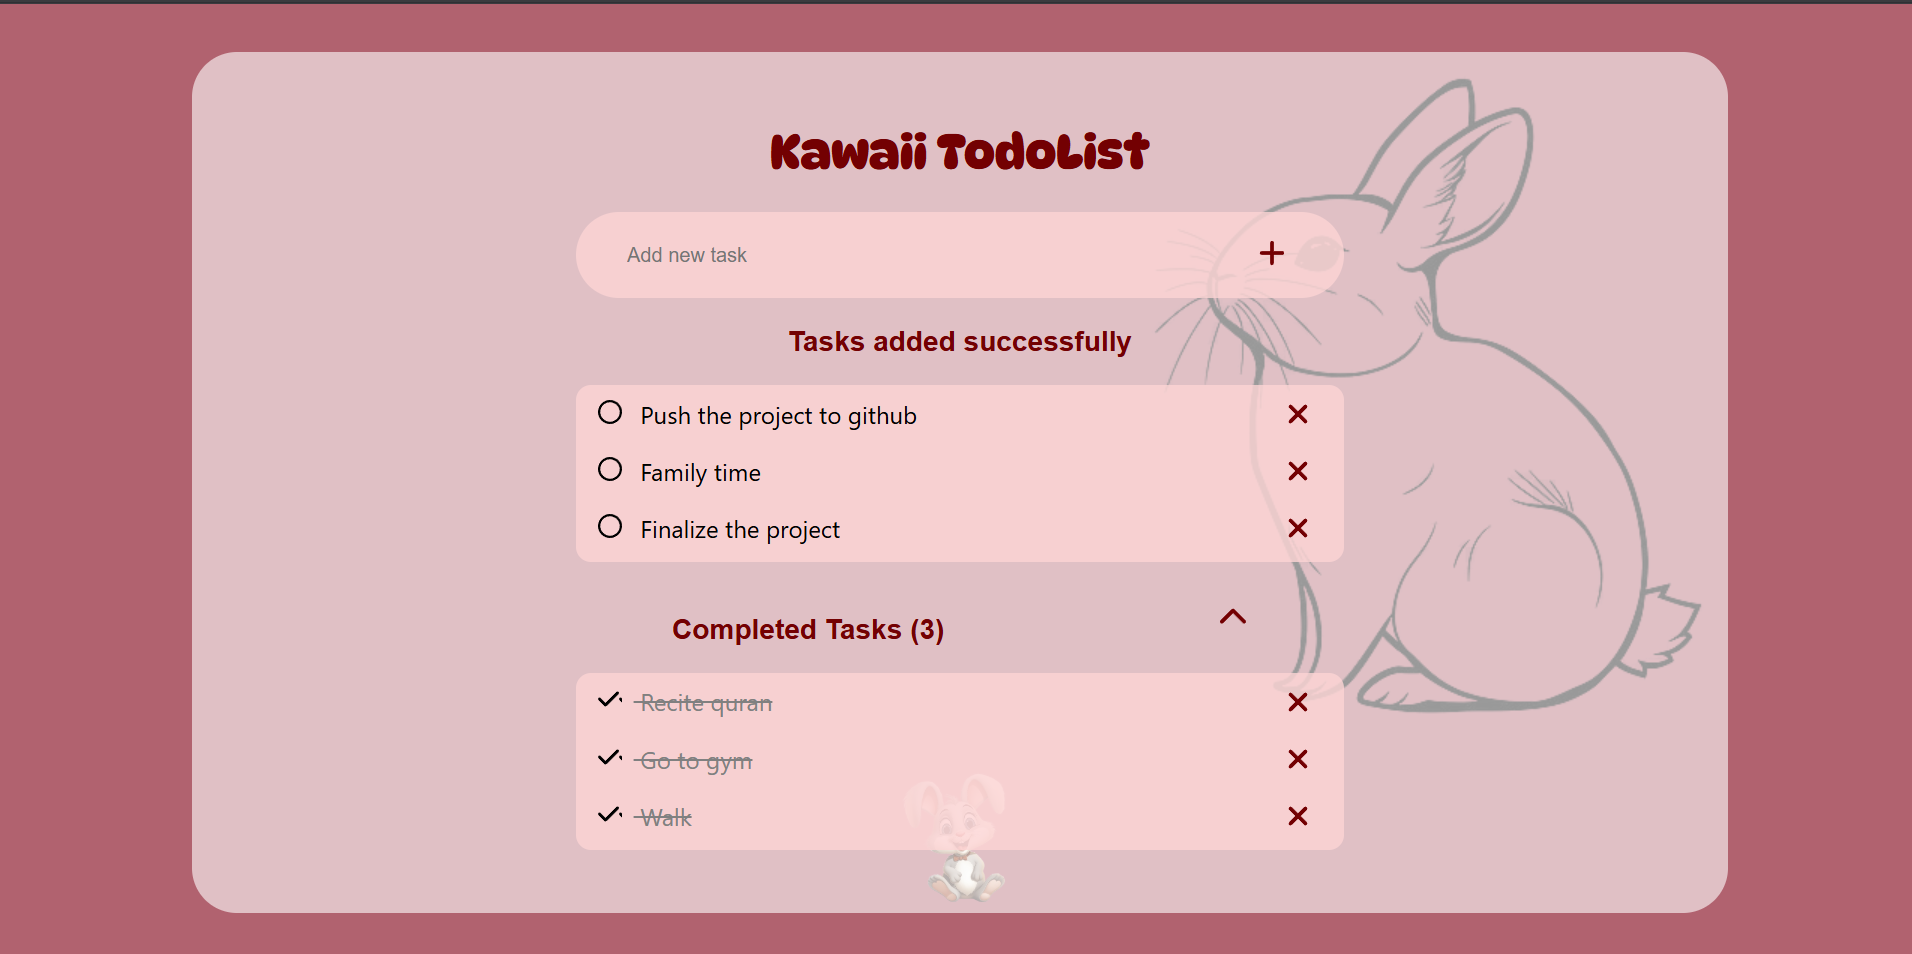 Kawaii TodoList
Add new task
Tasks added successfully
Push the project to github
Family time
Finalize the project
Completed Tasks (3)
Recite quran
Go to gym
Walk